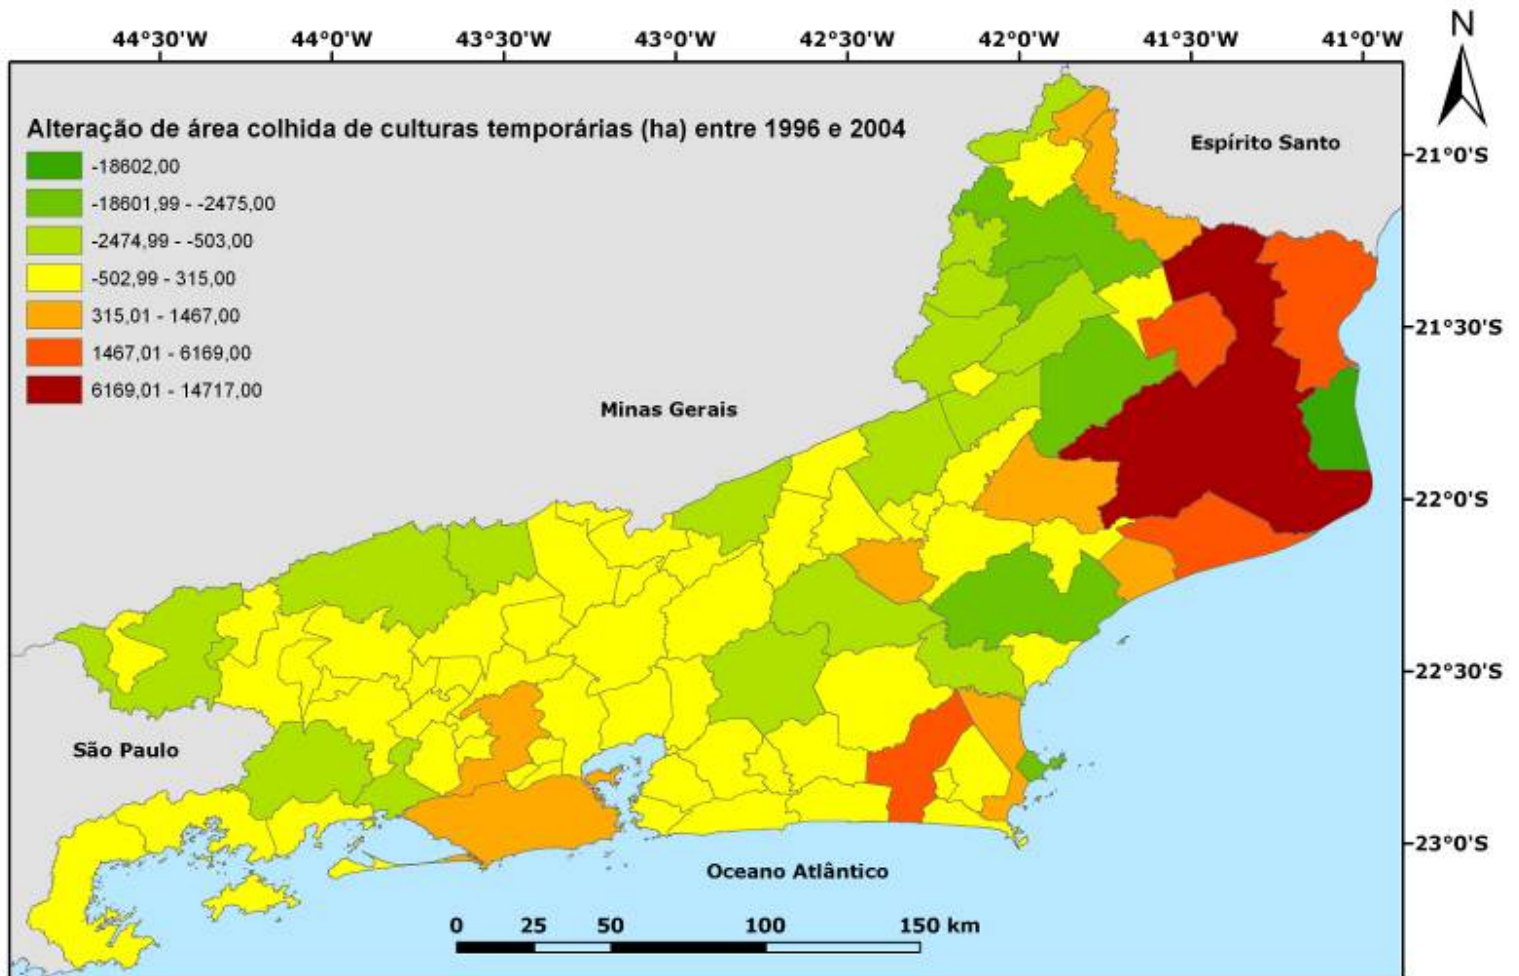 N
44°30'W 44°0'W 43°30'W 43°0'W 42°30'W 42°0'W 41°30'W 41°0'W
Alteração de área colhida de culturas temporárias (ha) entre 1996 e 2004
-18602,00
-18601,99 - -2475,00
-2474,99 - -503,00
-502,99 - 315,00
315,01 - 1467,00
1467,01 - 6169,00
6169,01 - 14717,00
Espírito Santo
21°0'S
21°30'S
Minas Gerais
22°0'S
22°30'S
São Paulo
23°0'S
Oceano Atlântico
0 25 50 100 150 km